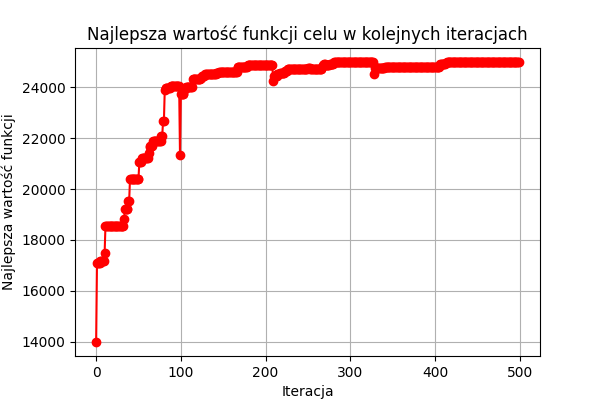 Najlepsza wartość funkcji celu w kolejnych iteracjach
Najlepsza wartość funkcji
24000
22000
20000
18000
16000
14000
0 100 200 300 400 500
Iteracja